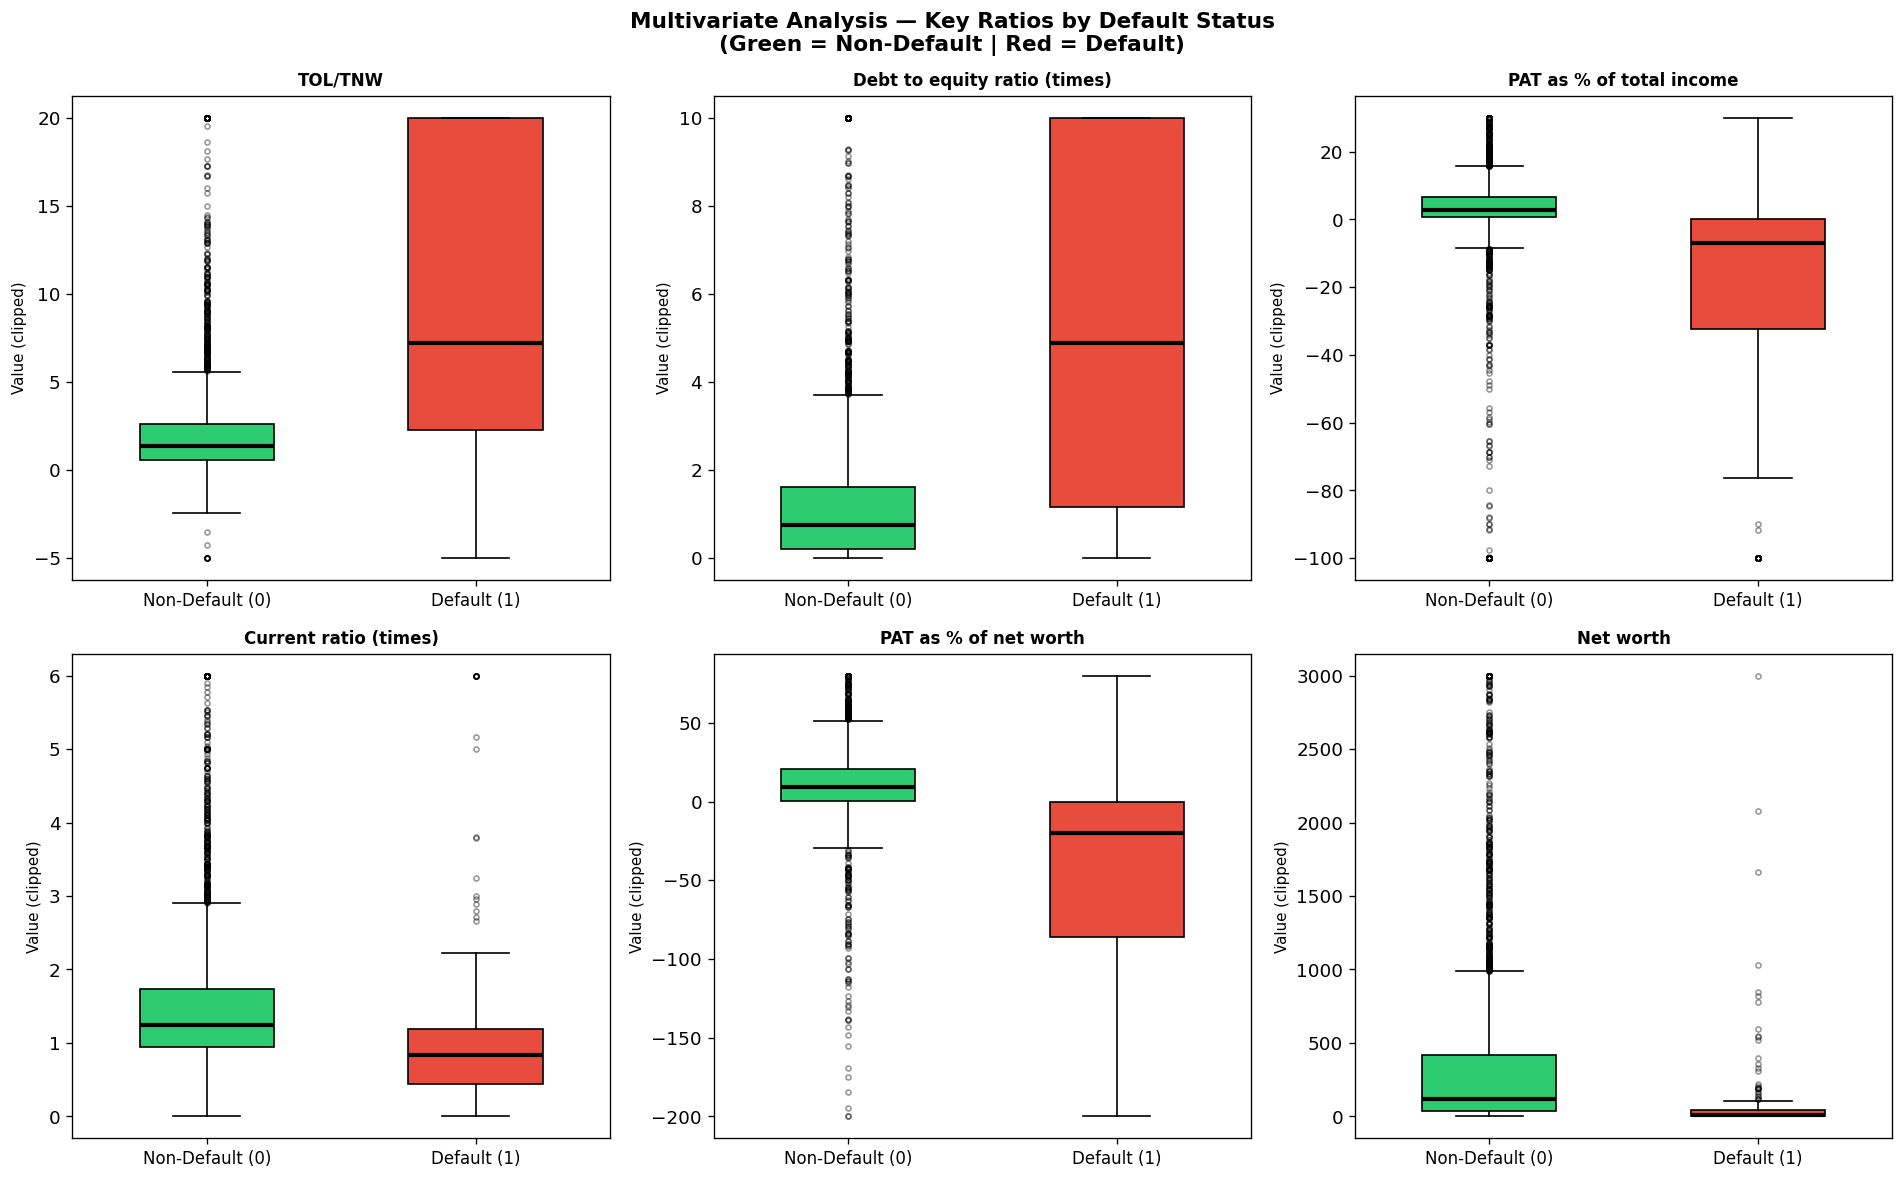 Multivariate Analysis — Key Ratios by Default Status
(Green = Non-Default | Red = Default)
TOL/TNW
Value (clipped)
20
15
10
5
0
−5
Non-Default (0) Default (1)
Debt to equity ratio (times)
Value (clipped)
10
8
6
4
2
0
Non-Default (0) Default (1)
PAT as % of total income
Value (clipped)
20
0
−20
−40
−60
−80
−100
Non-Default (0) Default (1)
Current ratio (times)
Value (clipped)
6
5
4
3
2
1
0
Non-Default (0) Default (1)
PAT as % of net worth
Value (clipped)
50
0
−50
−100
−150
−200
Non-Default (0) Default (1)
Net worth
Value (clipped)
3000
2500
2000
1500
1000
500
0
Non-Default (0) Default (1)